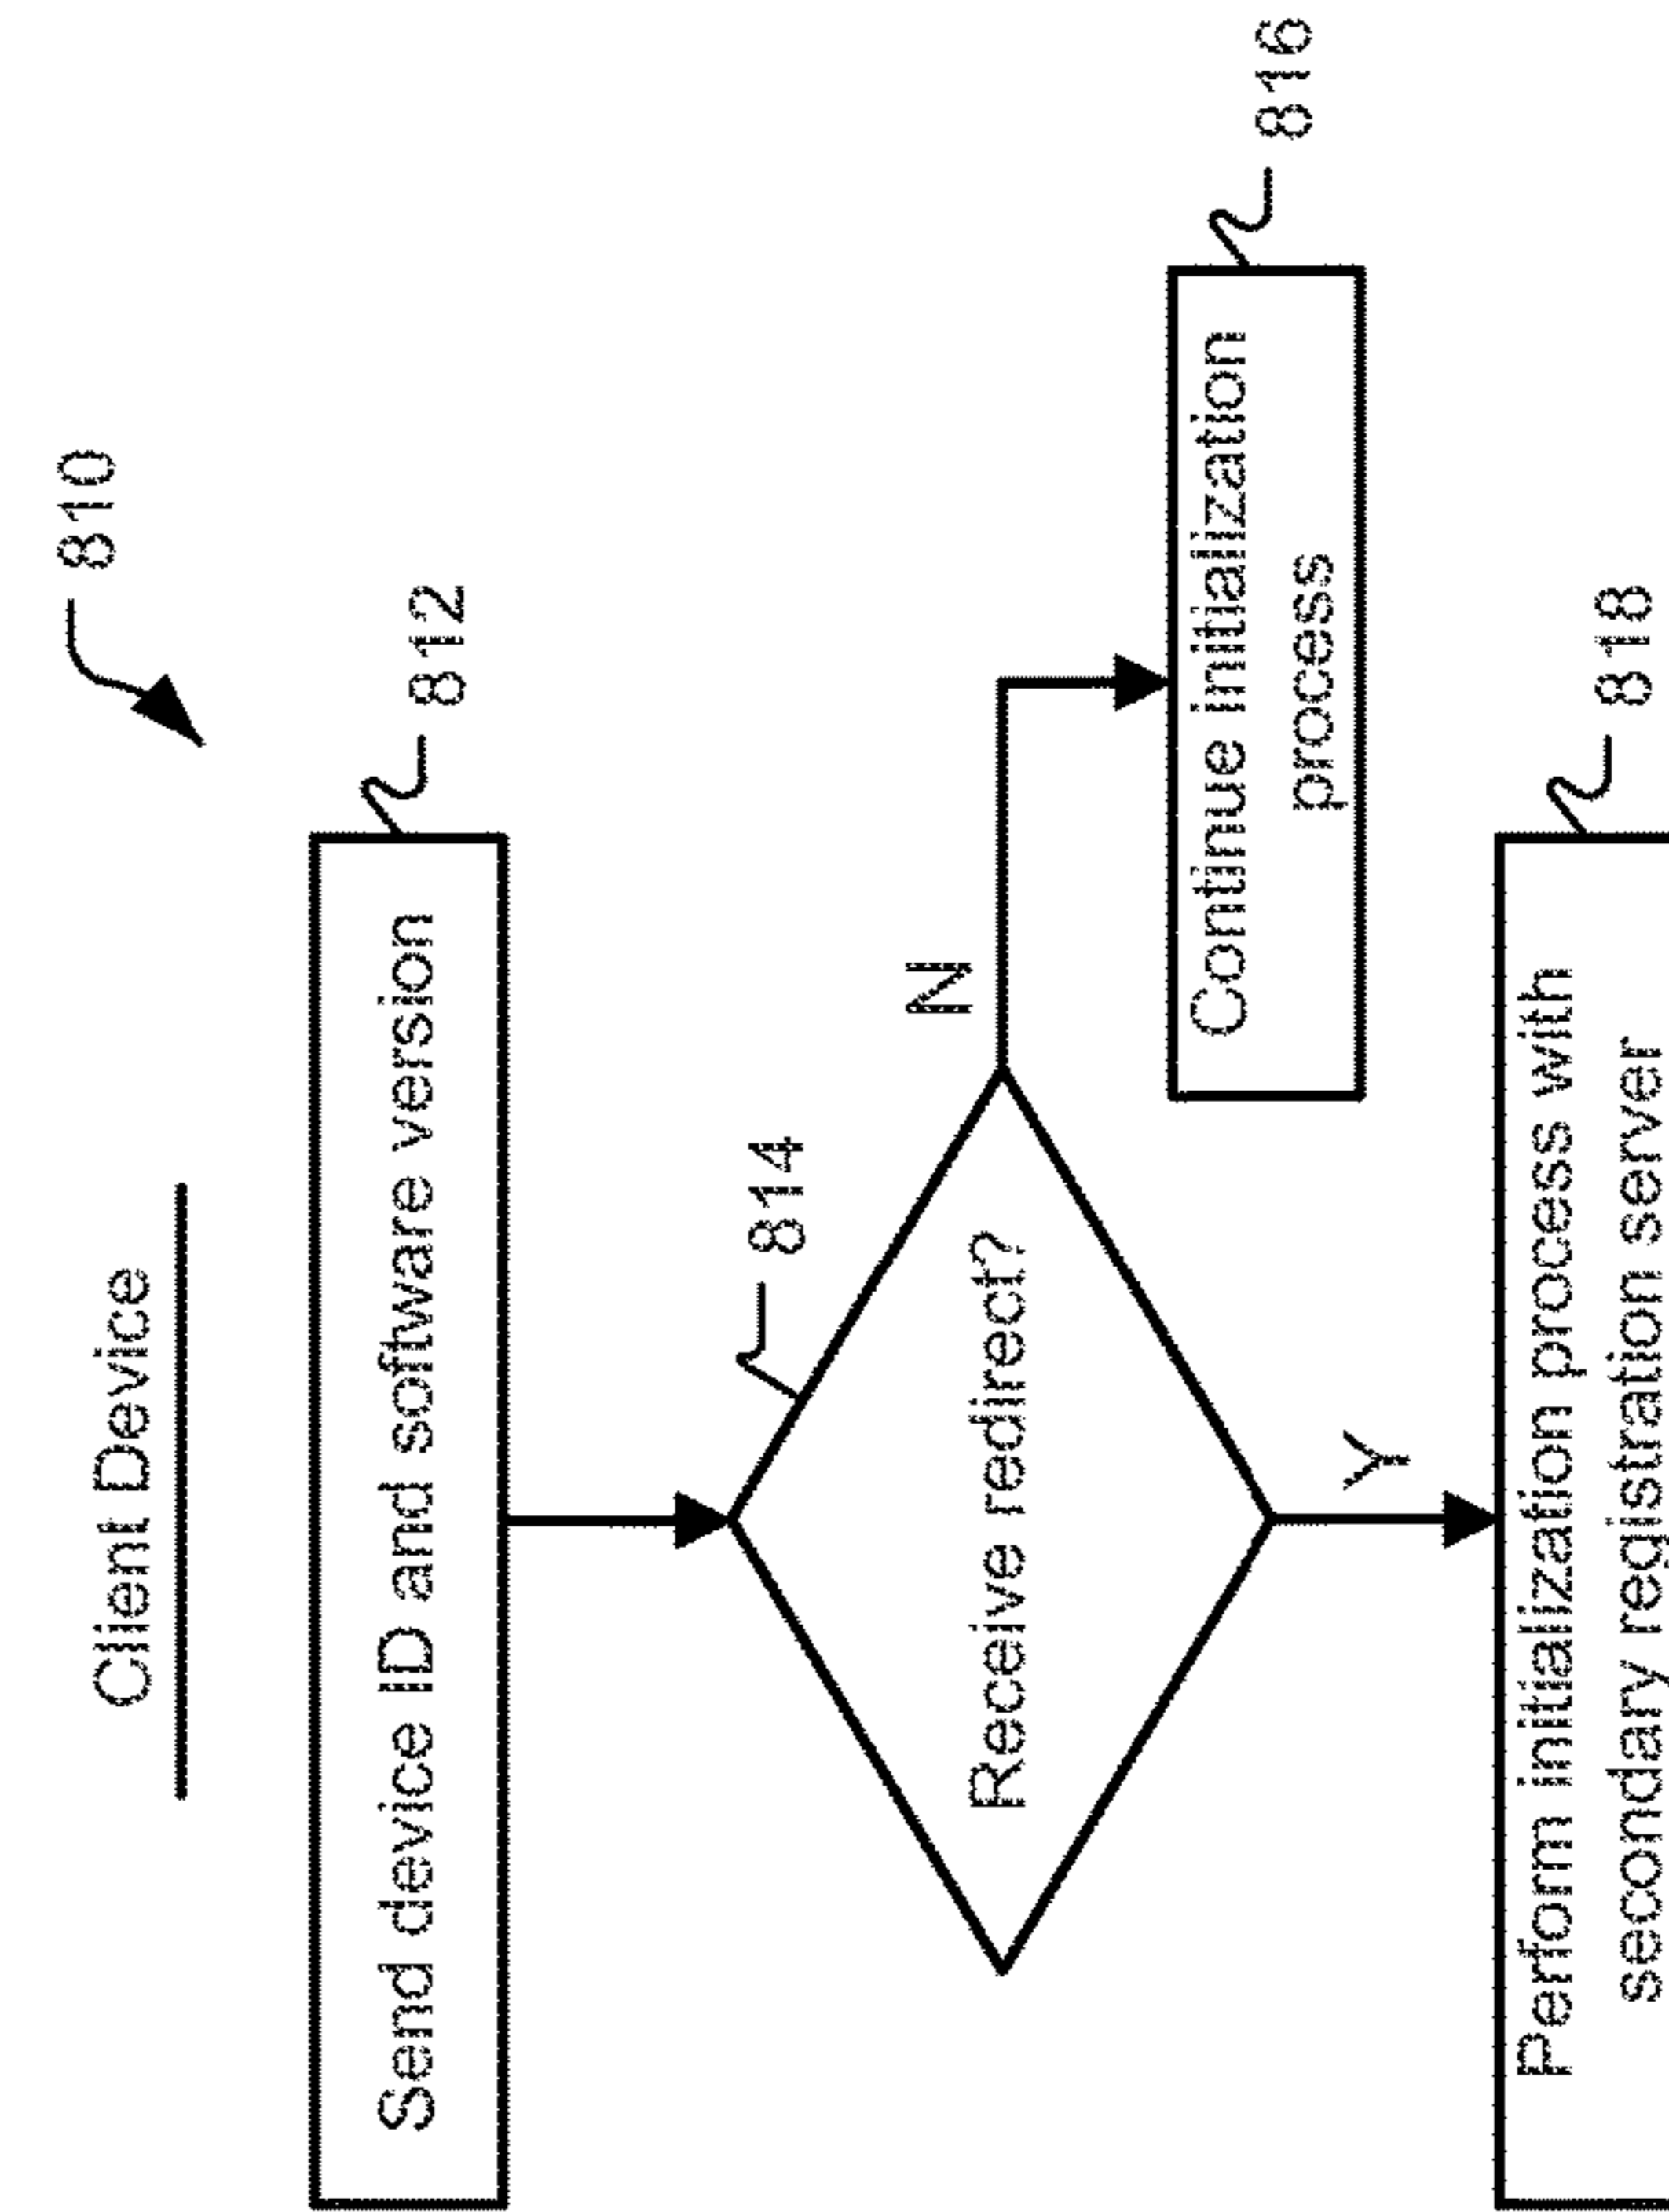 810
Client Device
812
Send device ID and software version
814
Receive redirect?
N
816
Continue initialization
process
Y
818
Perform initialization process with
secondary registration server